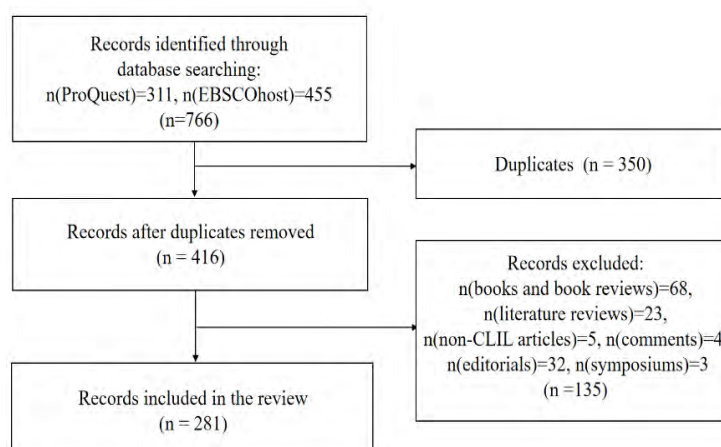 Records identified through
database searching:
n(ProQuest)=311, n(EBSCOhost)=455
(n=766)
Duplicates (n = 350)
Records after duplicates removed
(n = 416)
Records excluded:
n(books and book reviews)=68,
n(literature reviews)=23,
n(non-CLIL articles)=5, n(comments)=4
n(editorials)=32, n(symposiums)=3
(n =135)
Records included in the review
(n = 281)